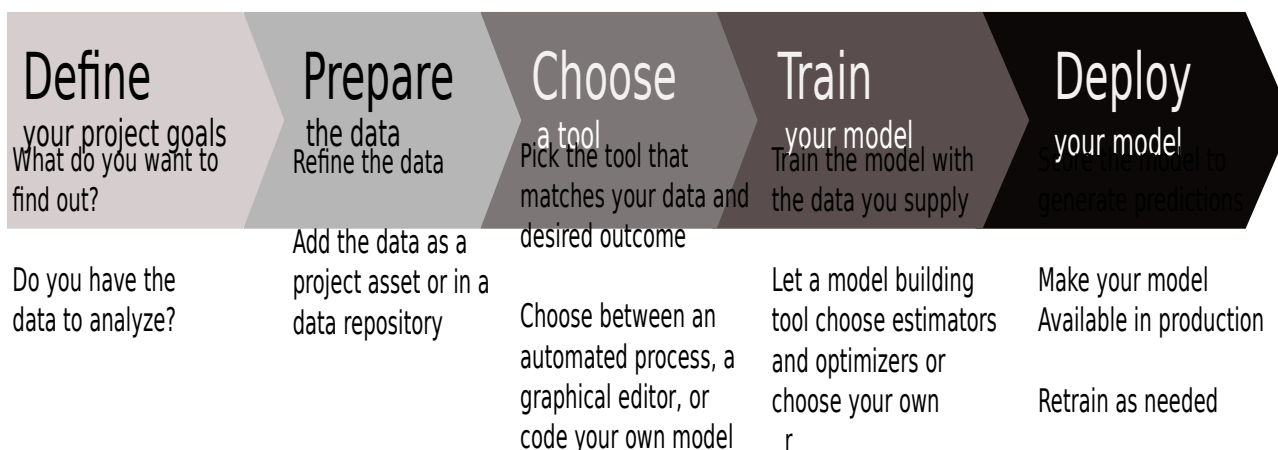 Define
your project goals
What do you want to
find out?
Do you have the
data to analyze?
Prepare
the data
Refine the data
Add the data as a
project asset or in a
data repository
Choose
a tool
Pick the tool that
matches your data and
desired outcome
Choose between an
automated process, a
graphical editor, or
code your own model
Train
your model
Train the model with
the data you supply
Let a model building
tool choose estimators
and optimizers or
choose your own
r
Deploy
your model
Score the model to
generate predictions
Make your model
Available in production
Retrain as needed